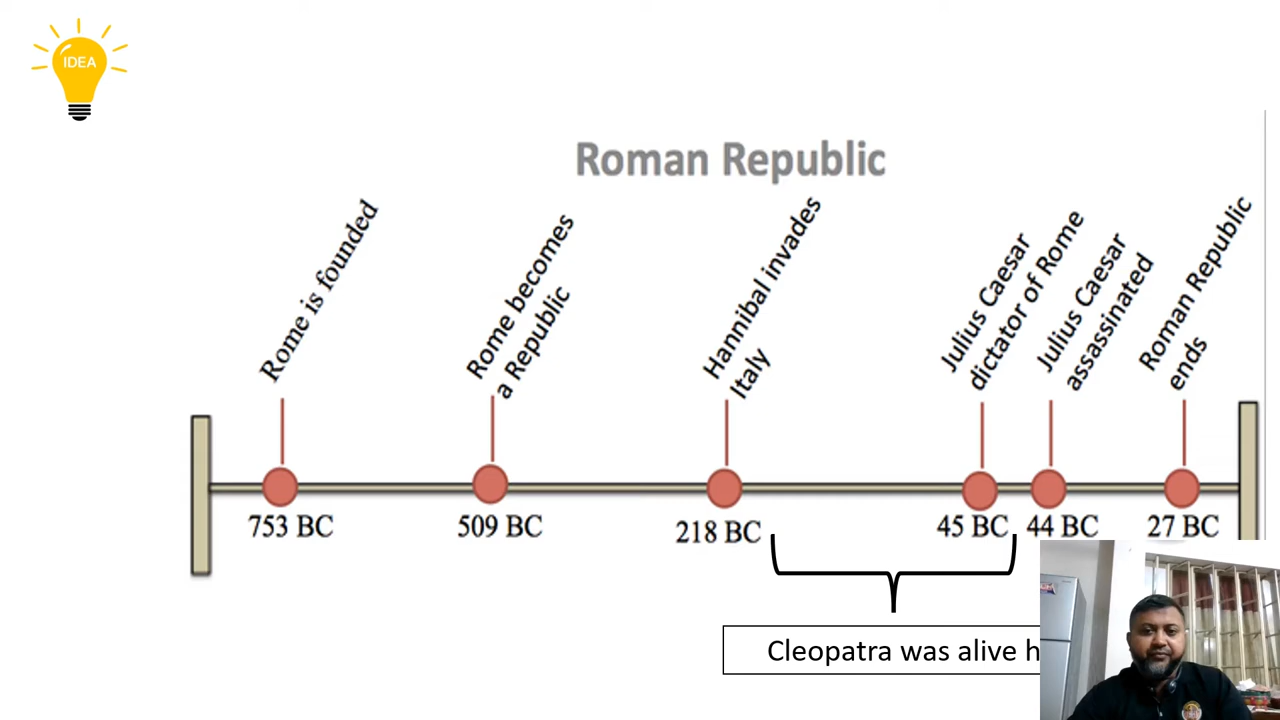 IDEA
Roman Republic
Rome is founded
Rome becomes
a Republic
Hannibal invades
Italy
Julius Caesar
dictator of Rome
Julius Caesar
assassinated
Roman Republic
ends
753 BC
509 BC
218 BC
45 BC
44 BC
27 BC
Cleopatra was alive